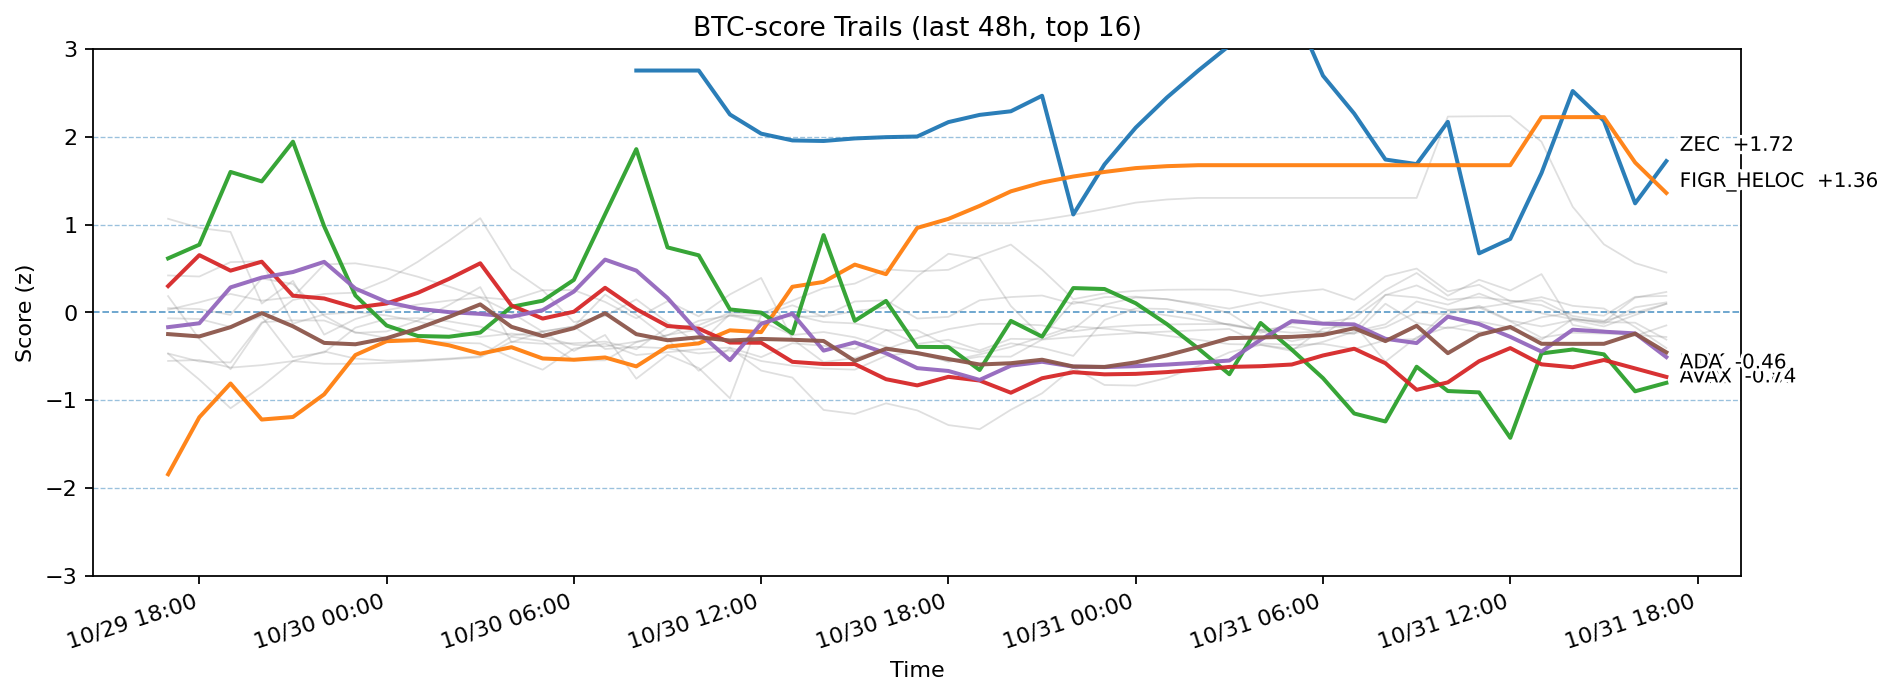 BTC-score Trails (last 48h, top 16)
Score (z)
3
2
1
0
−1
−2
−3
ZEC +1.72
FIGR_HELOC +1.36
ADA -0.46
AVAX -0.74
10/29 18:00
10/30 00:00
10/30 06:00
10/30 12:00
10/30 18:00
10/31 00:00
10/31 06:00
10/31 12:00
10/31 18:00
Time